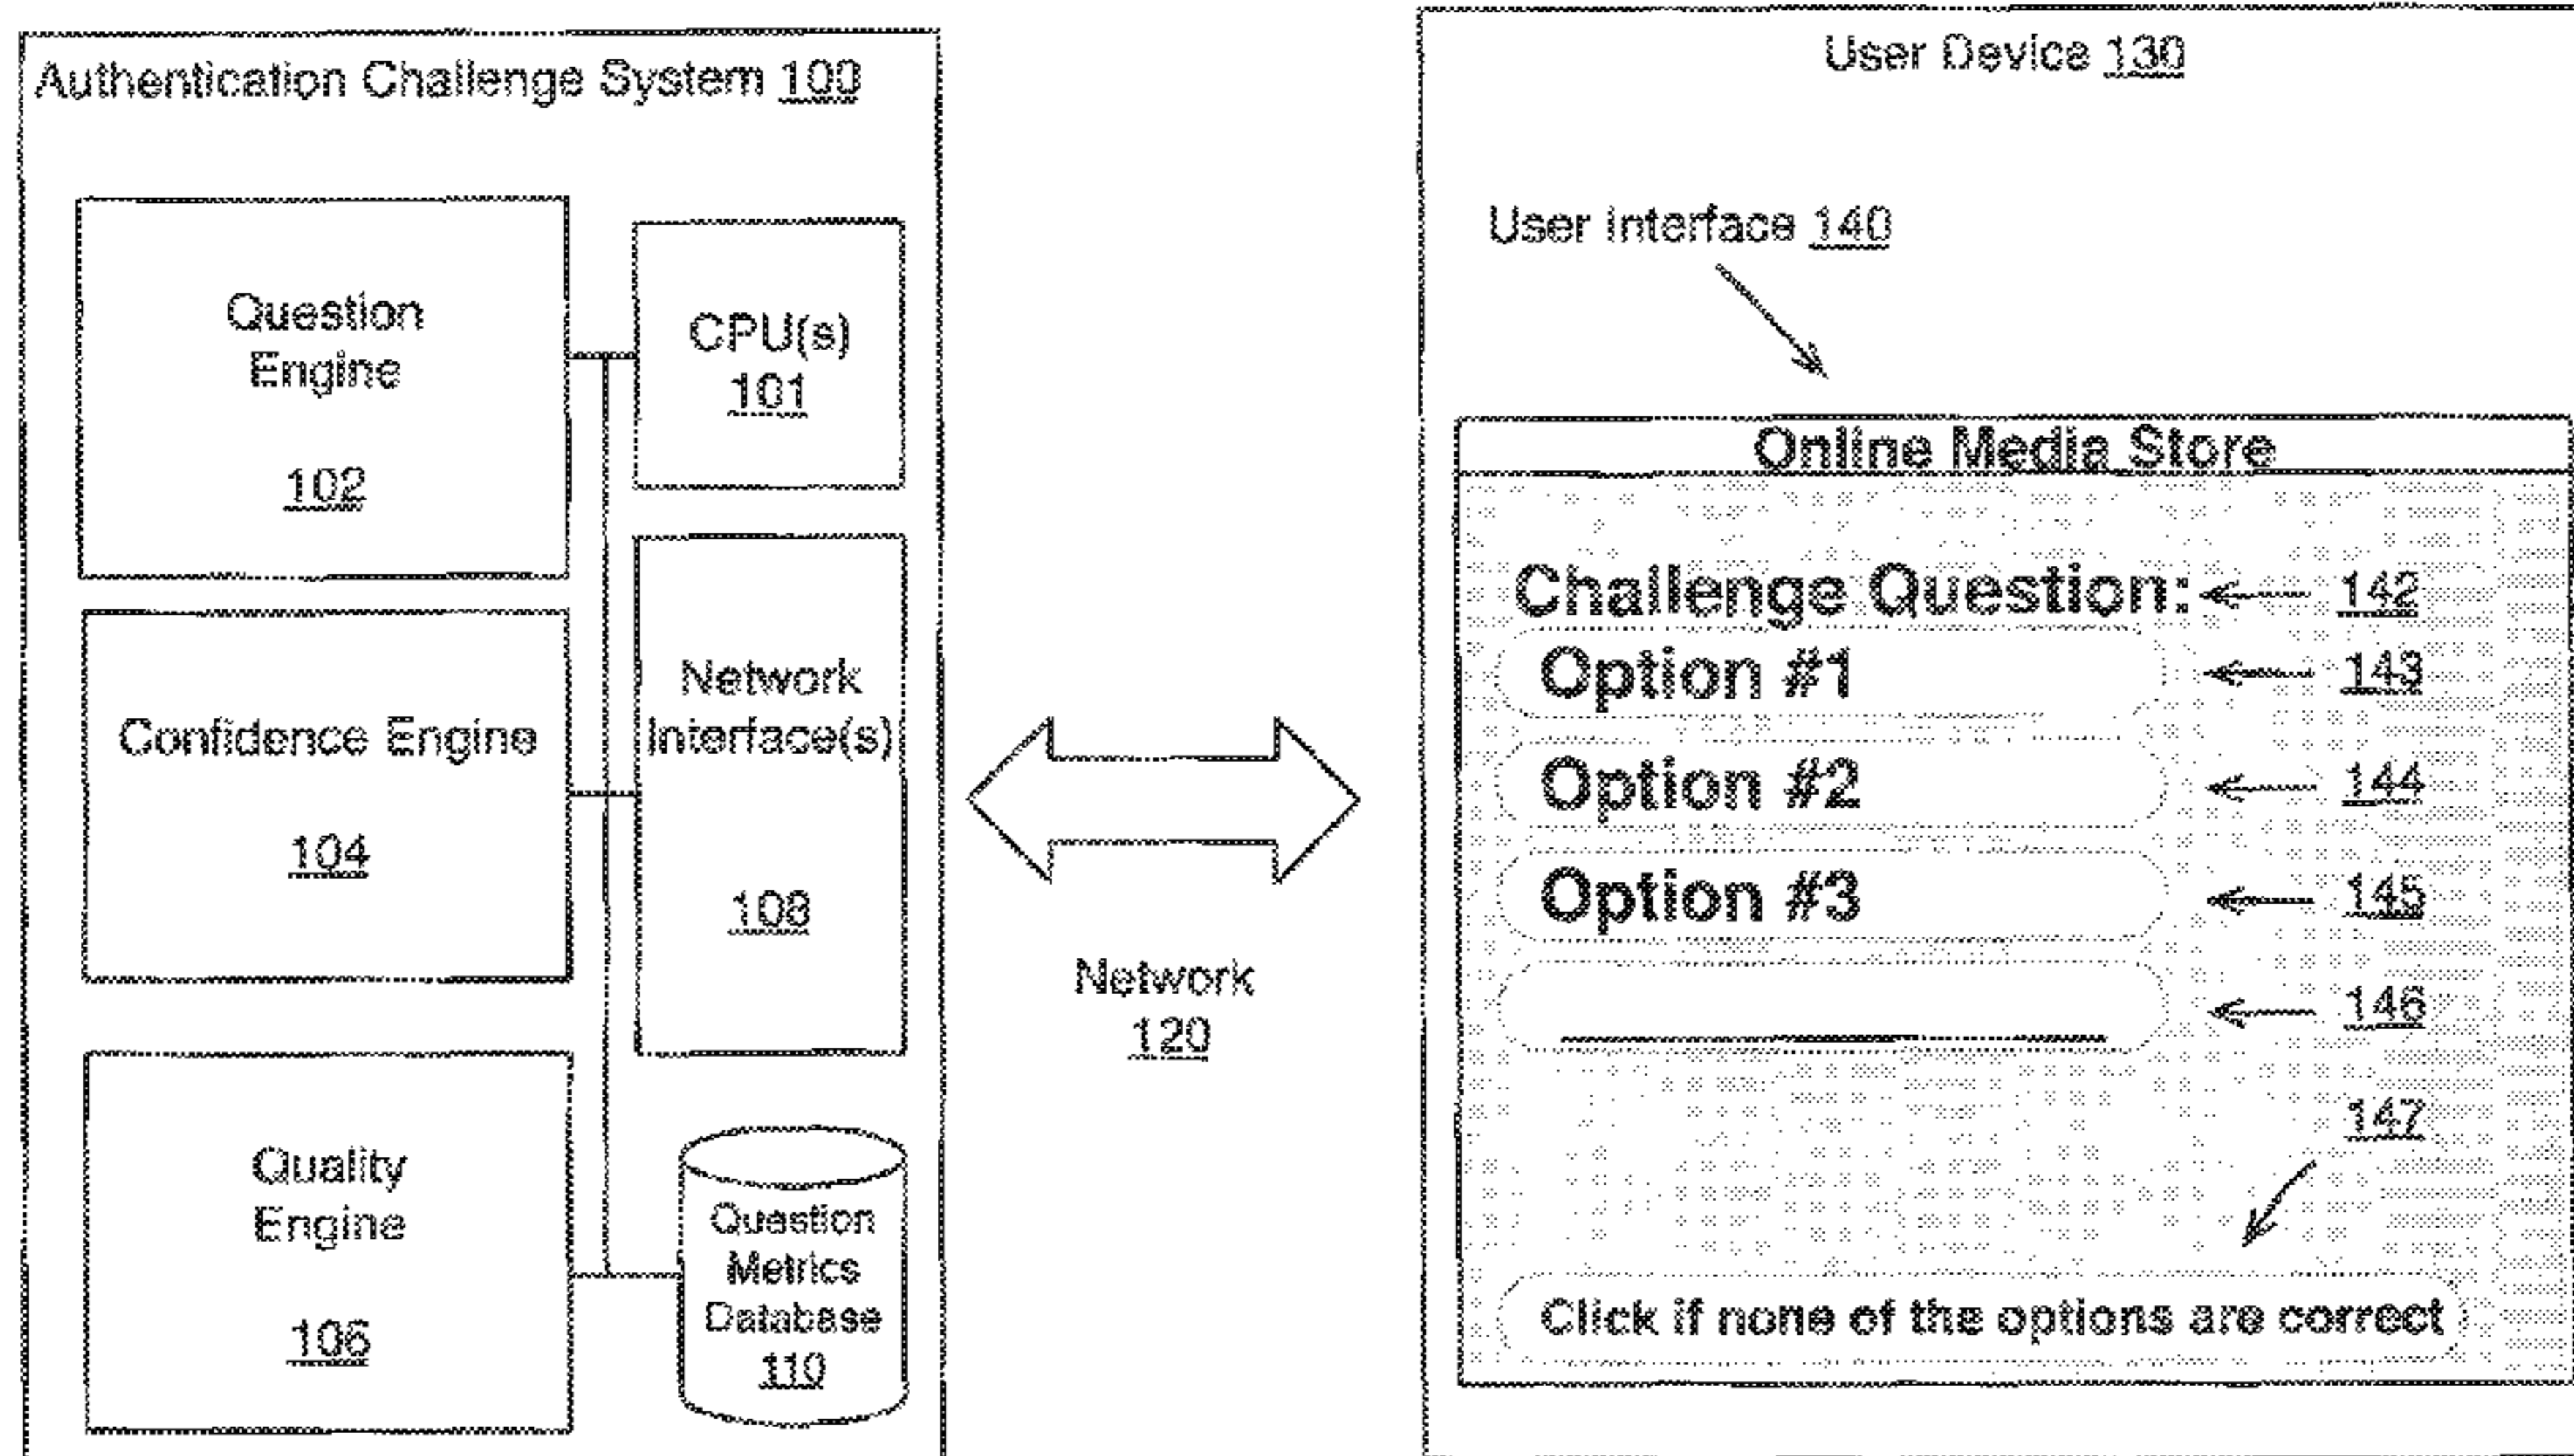 Authentication Challenge System 100
Question
Engine
102
CPU(s)
101
Confidence Engine
104
Network
Interface(s)
108
Quality
Engine
106
Question
Metrics
Database
110
Network
120
User Device 130
User Interface 140
Online Media Store
Challenge Question: 142
Option #1 143
Option #2 144
Option #3 145
146
147
Click if none of the options are correct